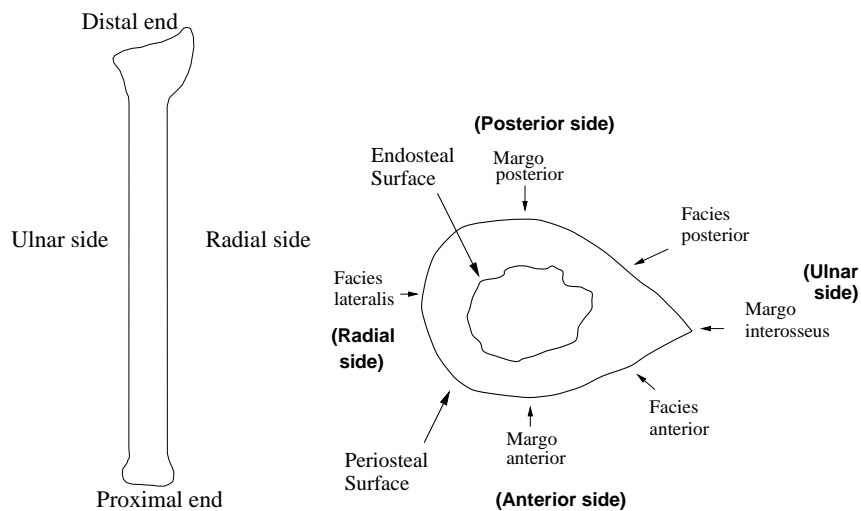 Distal end
Ulnar side
Radial side
Proximal end
(Posterior side)
Endosteal
Surface
Margo
posterior
Facies
posterior
(Ulnar
side)
Facies
lateralis
Margo
interosseus
(Radial
side)
Facies
anterior
Margo
anterior
Periosteal
Surface
(Anterior side)